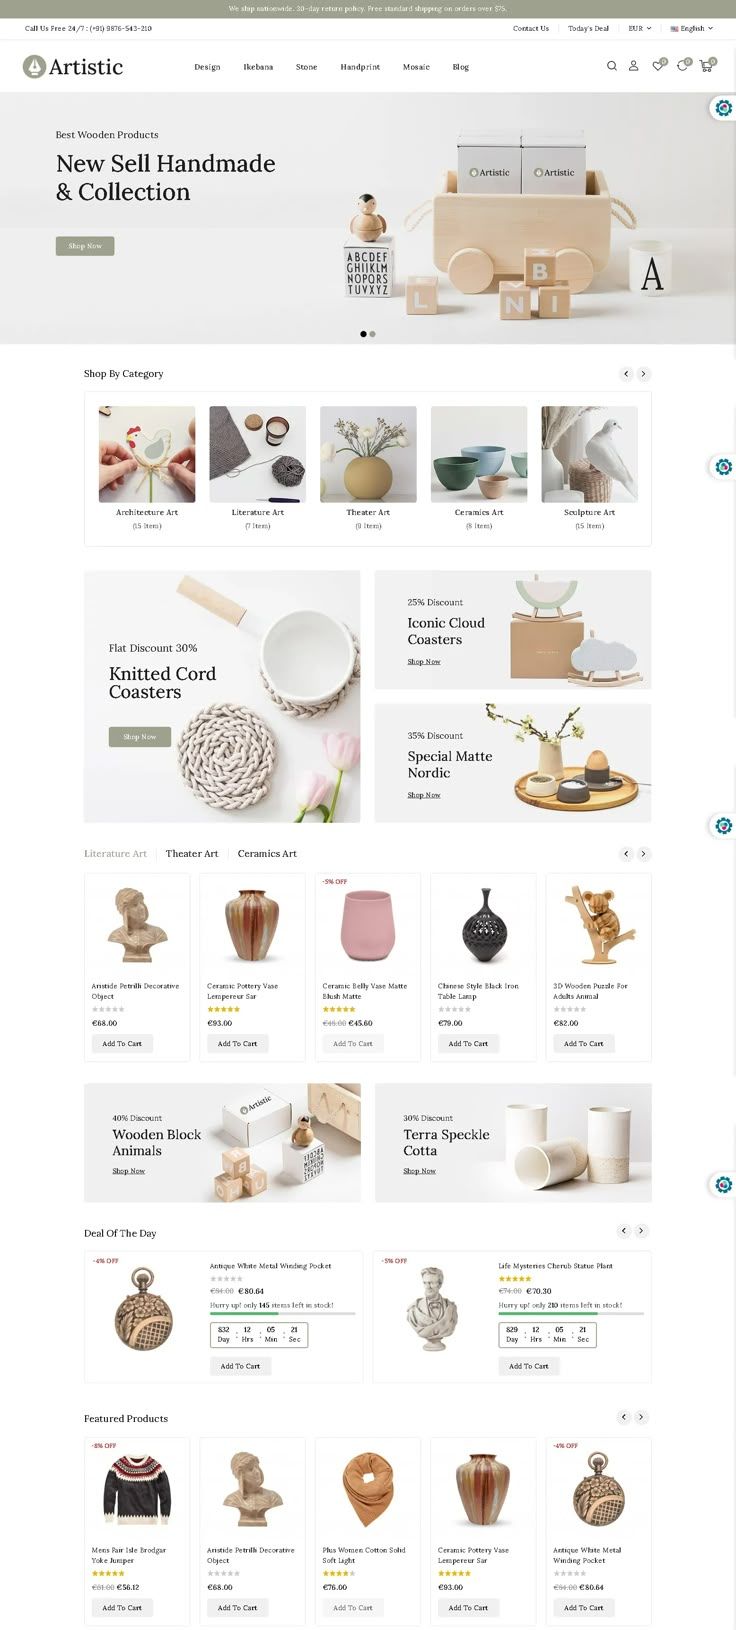 We ship nationwide. 30-day return policy. Free standard shipping on orders over $75.
Call Us Free 24/7 : (+91) 9876-543-210
Contact Us
Today's Deal
EUR
English
Artistic
Design
Ikebana
Stone
Handprint
Mosaic
Blog
0
0
0
Best Wooden Products
New Sell Handmade
& Collection
Shop Now
Artistic
Artistic
ABCDEF
GHIJKLM
NOPQRS
TUVXYZ
A
B
L
N
I
Shop By Category
Architecture Art
(15 Item)
Literature Art
(7 Item)
Theater Art
(9 Item)
Ceramics Art
(8 Item)
Sculpture Art
(15 Item)
Flat Discount 30%
Knitted Cord
Coasters
Shop Now
25% Discount
Iconic Cloud
Coasters
Shop Now
35% Discount
Special Matte
Nordic
Shop Now
Literature Art
Theater Art
Ceramics Art
Aristide Petrilli Decorative
Object
€68.00
Add To Cart
Ceramic Pottery Vase
Lempereur Sar
€93.00
Add To Cart
-5% OFF
Ceramic Belly Vase Matte
Blush Matte
€48.00 €45.60
Add To Cart
Chinese Style Black Iron
Table Lamp
€79.00
Add To Cart
3D Wooden Puzzle For
Adults Animal
€82.00
Add To Cart
40% Discount
Wooden Block
Animals
Shop Now
Artistic
30% Discount
Terra Speckle
Cotta
Shop Now
Deal Of The Day
-4% OFF
Antique White Metal Winding Pocket
€84.00 €80.64
Hurry up! only 145 items left in stock!
832 : 12 : 05 : 21
Day Hrs Min Sec
Add To Cart
-5% OFF
Life Mysteries Cherub Statue Plant
€74.00 €70.30
Hurry up! only 210 items left in stock!
829 : 12 : 05 : 21
Day Hrs Min Sec
Add To Cart
Featured Products
-8% OFF
Mens Fair Isle Brodgar
Yoke Jumper
€61.00 €56.12
Add To Cart
Aristide Petrilli Decorative
Object
€68.00
Add To Cart
Plus Women Cotton Solid
Soft Light
€76.00
Add To Cart
Ceramic Pottery Vase
Lempereur Sar
€93.00
Add To Cart
-4% OFF
Antique White Metal
Winding Pocket
€84.00 €80.64
Add To Cart